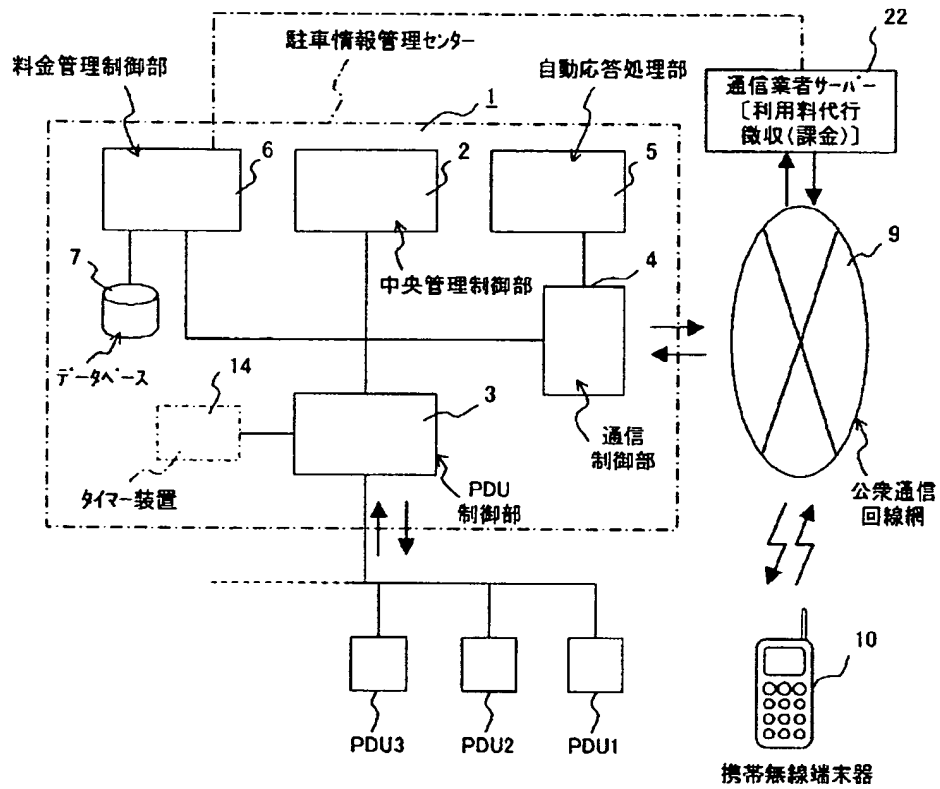 駐車情報管理センター
22
料金管理制御部
自動応答処理部
1
通信業者サーバー
［利用料代行
徴収(課金)］
6
2
5
9
7
中央管理制御部
4
データベース
14
3
通信
制御部
タイマー装置
PDU
制御部
公衆通信
回線網
10
PDU3
PDU2
PDU1
携帯無線端末器